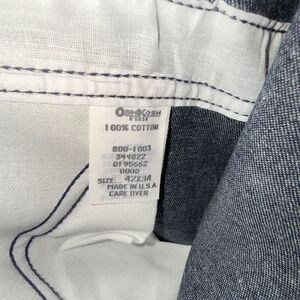 OSHKOSH
100% COTTON
800-1003
344822
0195662
0000
SIZE: 42X34
MADE IN U.S.A.
CARE OVER